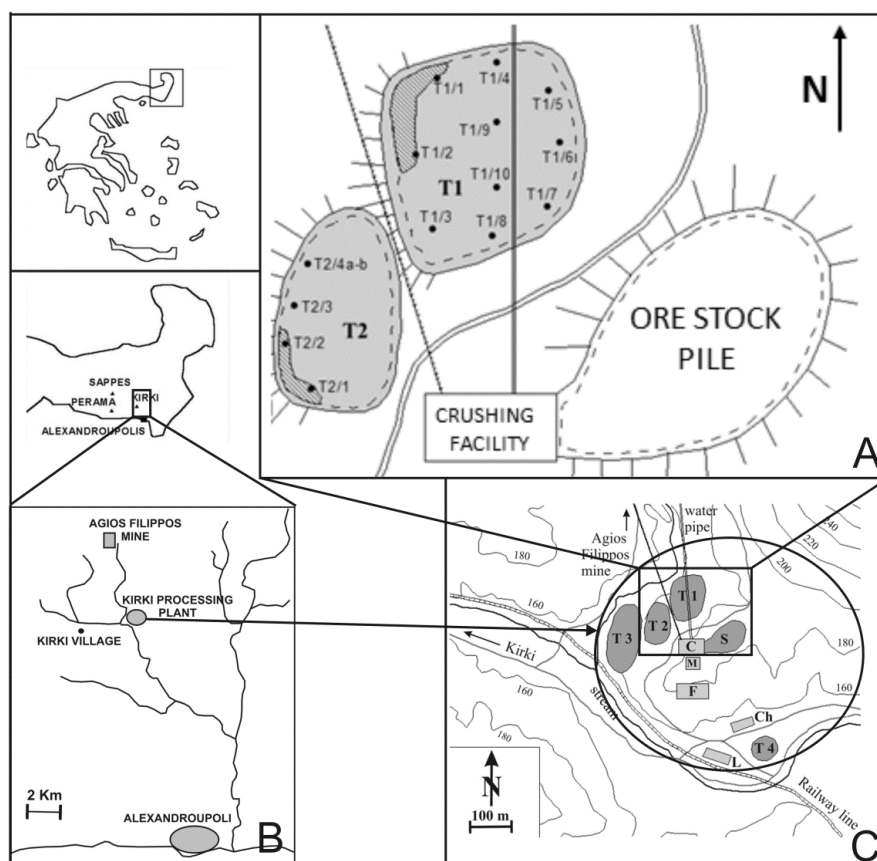 N
T1/4
T1/1
T1/5
T1/9
T1/2
T1/6
T1/10
T1
T1/7
T1/3
T1/8
T2/4a-b
T2/3
T2
T2/2
T2/1
ORE STOCK
PILE
CRUSHING
FACILITY
A
SAPPES
PERAMA
KIRKI
ALEXANDROUPOLIS
AGIOS FILIPPOS
MINE
KIRKI PROCESSING
PLANT
KIRKI VILLAGE
2 Km
ALEXANDROUPOLI
B
water
pipe
Agios
Filippos
mine
180
240
220
200
160
T 1
T 2
T 3
S
C
M
F
Kirki
180
160
stream
Ch
T 4
L
180
N
100 m
Railway line
C